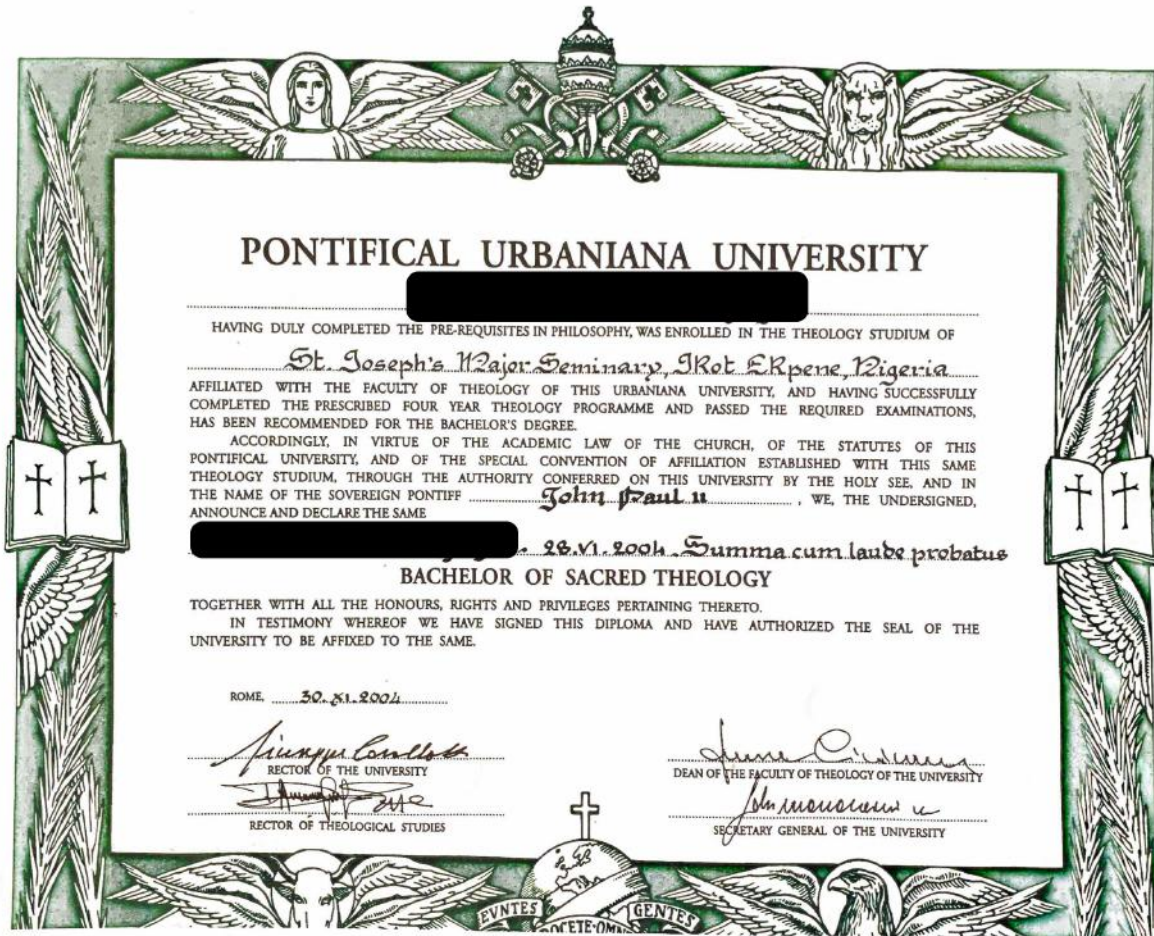 PONTIFICAL URBANIANA UNIVERSITY
HAVING DULY COMPLETED THE PRE-REQUISITES IN PHILOSOPHY, WAS ENROLLED IN THE THEOLOGY STUDIUM OF
St. Joseph's Major Seminary, Ikot Ekpene, Nigeria
AFFILIATED WITH THE FACULTY OF THEOLOGY OF THIS URBANIANA UNIVERSITY, AND HAVING SUCCESSFULLY
COMPLETED THE PRESCRIBED FOUR YEAR THEOLOGY PROGRAMME AND PASSED THE REQUIRED EXAMINATIONS,
HAS BEEN RECOMMENDED FOR THE BACHELOR'S DEGREE.
ACCORDINGLY, IN VIRTUE OF THE ACADEMIC LAW OF THE CHURCH, OF THE STATUTES OF THIS
PONTIFICAL UNIVERSITY, AND OF THE SPECIAL CONVENTION OF AFFILIATION ESTABLISHED WITH THIS SAME
THEOLOGY STUDIUM, THROUGH THE AUTHORITY CONFERRED ON THIS UNIVERSITY BY THE HOLY SEE, AND IN
THE NAME OF THE SOVEREIGN PONTIFF John Paul II, WE, THE UNDERSIGNED,
ANNOUNCE AND DECLARE THE SAME
28.VI.2004. Summa cum laude probatus
BACHELOR OF SACRED THEOLOGY
TOGETHER WITH ALL THE HONOURS, RIGHTS AND PRIVILEGES PERTAINING THERETO.
IN TESTIMONY WHEREOF WE HAVE SIGNED THIS DIPLOMA AND HAVE AUTHORIZED THE SEAL OF THE
UNIVERSITY TO BE AFFIXED TO THE SAME.
ROME, 30.XI.2004
RECTOR OF THE UNIVERSITY
DEAN OF THE FACULTY OF THEOLOGY OF THE UNIVERSITY
RECTOR OF THEOLOGICAL STUDIES
SECRETARY GENERAL OF THE UNIVERSITY
EVNTES GENTES
DOCETE OMN